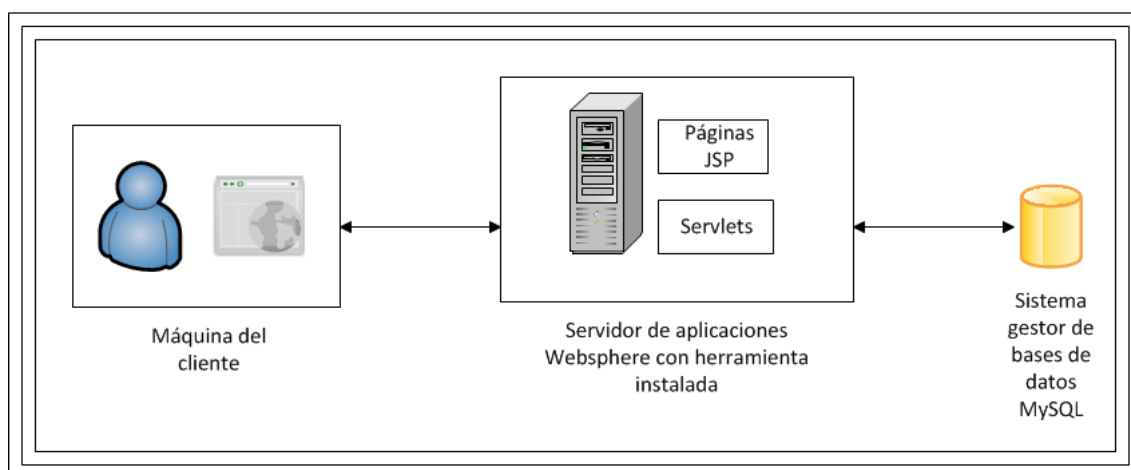 Páginas
JSP
Servlets
Máquina del
cliente
Servidor de aplicaciones
Websphere con herramienta
instalada
Sistema
gestor de
bases de
datos
MySQL